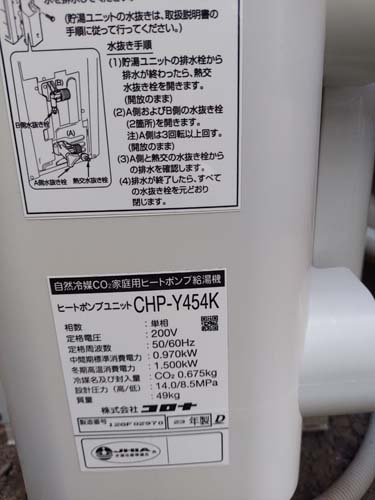 (貯湯ユニットの水抜きは、取扱説明書の
手順に従って行ってください。)
水抜き手順
(1)貯湯ユニットの排水栓から
排水が終わったら、熱交
水抜き栓を開きます。
(開放のまま)
(2)A側およびB側の水抜き栓
(2箇所)を開きます。
注)A側は3回転以上回す。
(開放のまま)
(3)A側と熱交の水抜き栓から
の排水を確認します。
(4)排水が終了したら、すべて
の水抜き栓を元どおり
閉じます。
(B)
B側水抜き栓
(A)
A側水抜き栓
熱交水抜き栓
自然冷媒CO₂家庭用ヒートポンプ給湯機
ヒートポンプユニット CHP-Y454K
相数 : 単相
定格電圧 : 200V
定格周波数 : 50/60Hz
中間期標準消費電力 : 0.970kW
冬期高温消費電力 : 1.500kW
冷媒名及び封入量 : CO₂ 0.675kg
設計圧力(高/低) : 14.0/8.5MPa
質量 : 49kg
株式会社 コロナ
製造番号 12GF02970 23年製 D
JHIA